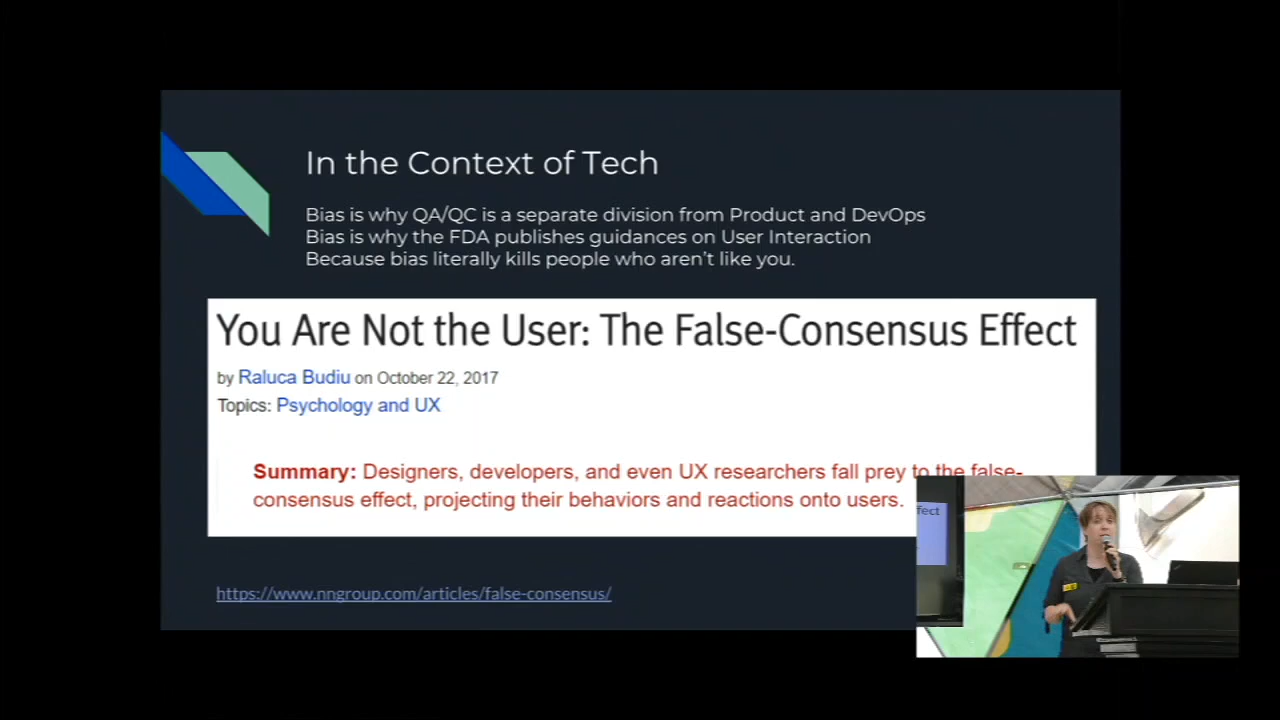 In the Context of Tech
Bias is why QA/QC is a separate division from Product and DevOps
Bias is why the FDA publishes guidances on User Interaction
Because bias literally kills people who aren't like you.
You Are Not the User: The False-Consensus Effect
by Raluca Budiu on October 22, 2017
Topics: Psychology and UX
Summary: Designers, developers, and even UX researchers fall prey to the false-
consensus effect, projecting their behaviors and reactions onto users.
https://www.nngroup.com/articles/false-consensus/
fect